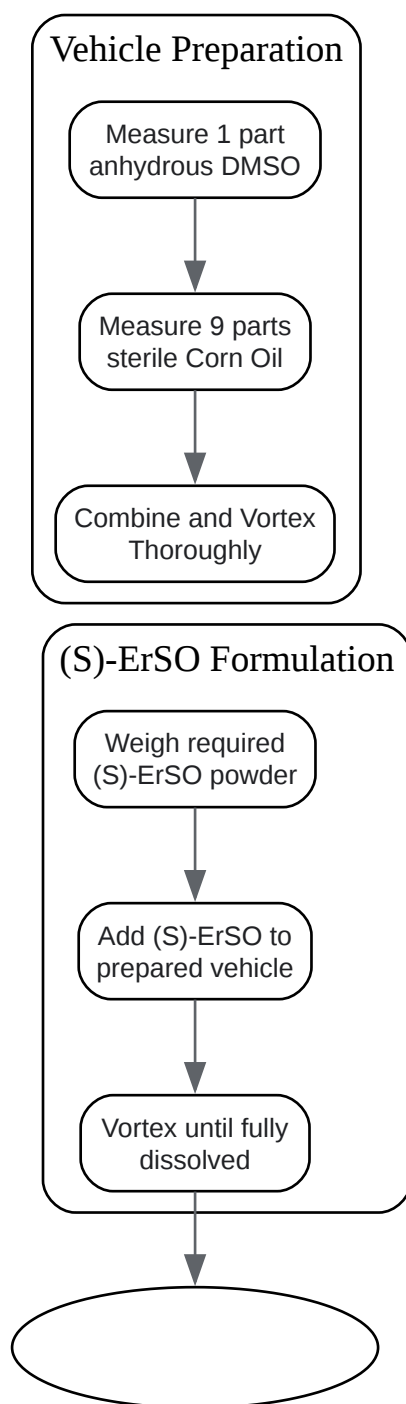 Vehicle Preparation
Measure 1 part
anhydrous DMSO
Measure 9 parts
sterile Corn Oil
Combine and Vortex
Thoroughly
(S)-ErSO Formulation
Weigh required
(S)-ErSO powder
Add (S)-ErSO to
prepared vehicle
Vortex until fully
dissolved